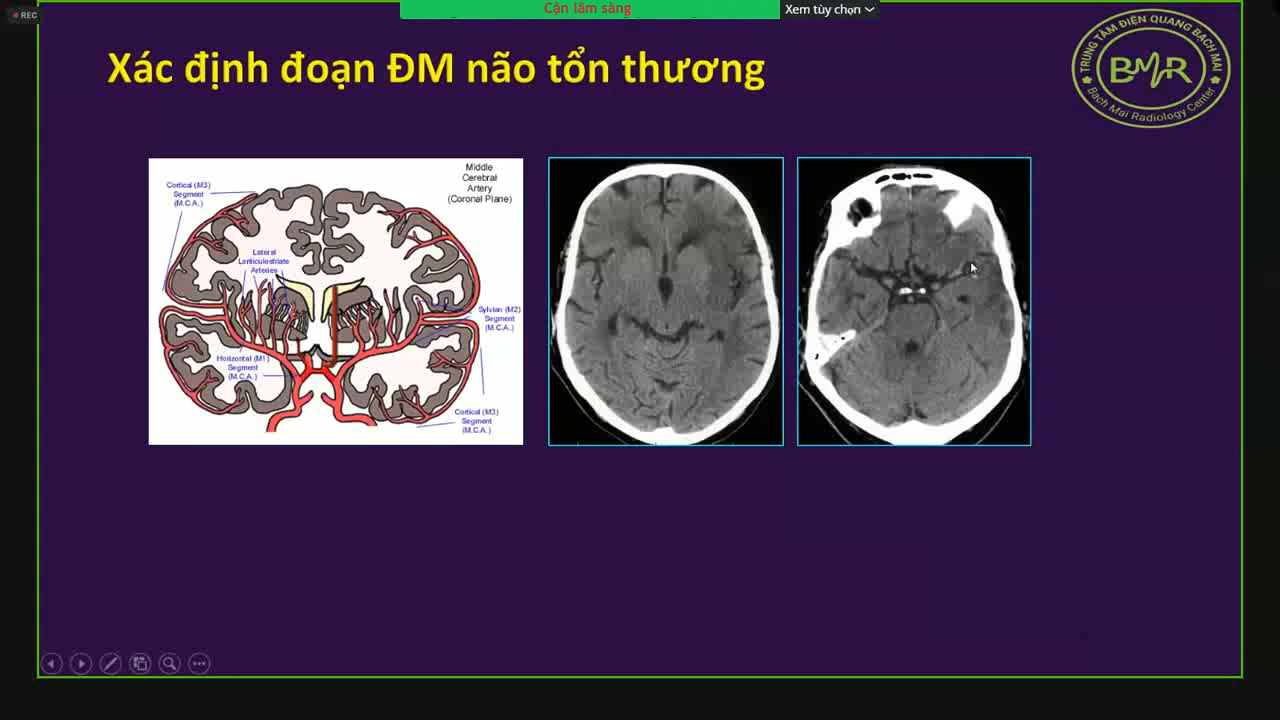 REC
Cận lâm sàng
Xem tùy chọn
Xác định đoạn ĐM não tổn thương
TRUNG TÂM ĐIỆN QUANG BẠCH MAI
BMR
Bach Mai Radiology Center
Middle
Cerebral
Artery
(Coronal Plane)
Cortical (M3)
Segment
(M.C.A.)
Lateral
Lenticulostriate
Arteries
Sylvian (M2)
Segment
(M.C.A.)
Horizontal (M1)
Segment
(M.C.A.)
Cortical (M3)
Segment
(M.C.A.)